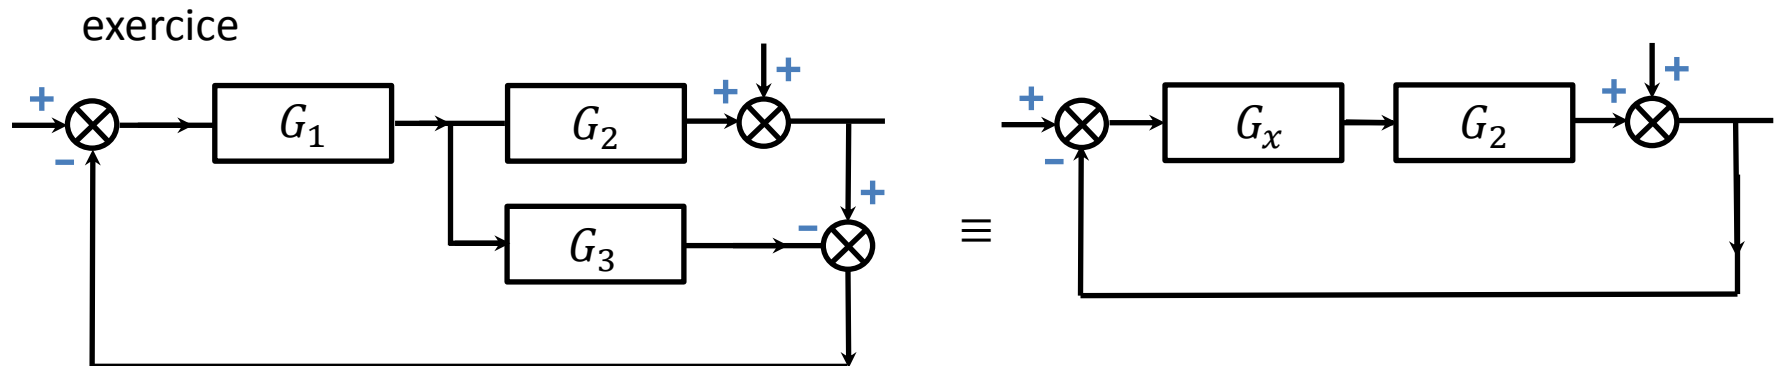 exercice
+ + +
G₁ G₂
−
+
−
G₃
≡
+ + +
Gₓ G₂
−